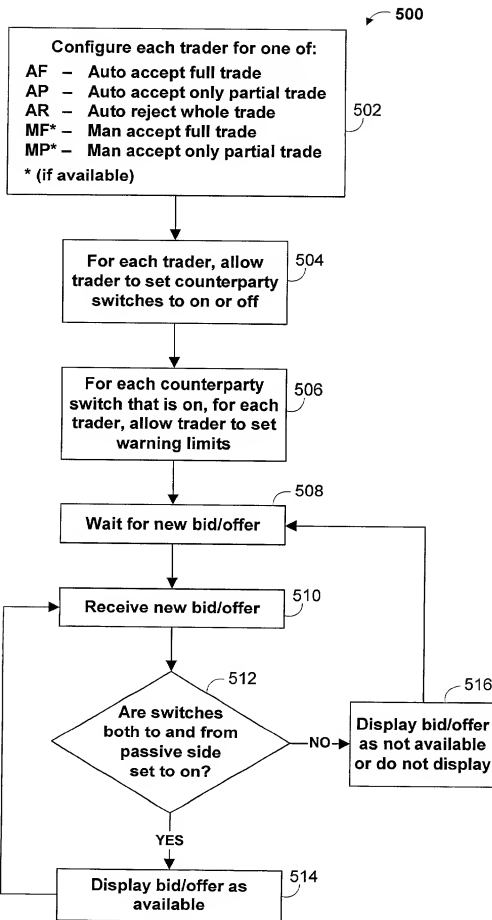 500
Configure each trader for one of:
AF – Auto accept full trade
AP – Auto accept only partial trade
AR – Auto reject whole trade
MF* – Man accept full trade
MP* – Man accept only partial trade
* (if available)
502
For each trader, allow
trader to set counterparty
switches to on or off
504
For each counterparty
switch that is on, for each
trader, allow trader to set
warning limits
506
508
Wait for new bid/offer
Receive new bid/offer
510
512
Are switches
both to and from
passive side
set to on?
NO
516
Display bid/offer
as not available
or do not display
YES
Display bid/offer as
available
514